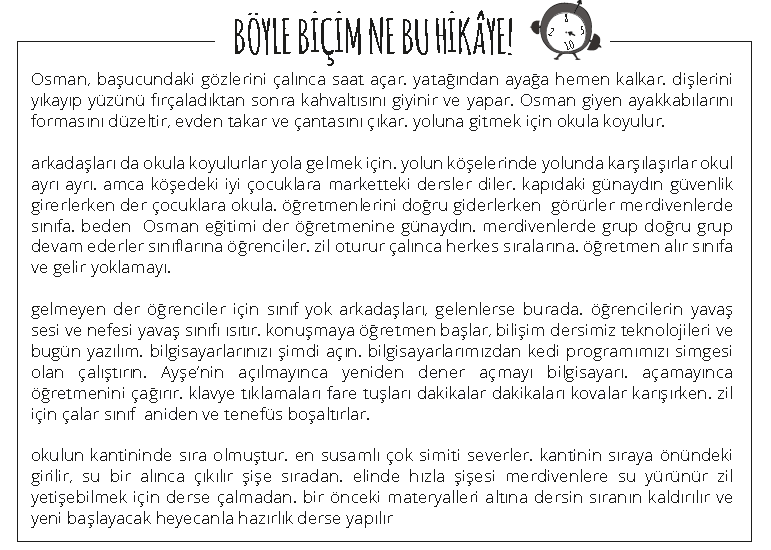 BÖYLE BİÇİM NE BU HİKÂYE!
8
2
5
10
Osman, başucundaki gözlerini çalınca saat açar. yatağından ayağa hemen kalkar. dişlerini
yıkayıp yüzünü fırçaladıktan sonra kahvaltısını giyinir ve yapar. Osman giyen ayakkabılarını
formasını düzeltir, evden takar ve çantasını çıkar. yoluna gitmek için okula koyulur.
arkadaşları da okula koyulurlar yola gelmek için. yolun köşelerinde yolunda karşılaşırlar okul
ayrı ayrı. amca köşedeki iyi çocuklara marketteki dersler diler. kapıdaki günaydın güvenlik
girerlerken der çocuklara okula. öğretmenlerini doğru giderlerken görürler merdivenlerde
sınıfa. beden Osman eğitimi der öğretmenine günaydın. merdivenlerde grup doğru grup
devam ederler sınıflarına öğrenciler. zil oturur çalınca herkes sıralarına. öğretmen alır sınıfa
ve gelir yoklamayı.
gelmeyen der öğrenciler için sınıf yok arkadaşları, gelenlerse burada. öğrencilerin yavaş
sesi ve nefesi yavaş sınıfı ısıtır. konuşmaya öğretmen başlar, bilişim dersimiz teknolojileri ve
bugün yazılım. bilgisayarlarınızı şimdi açın. bilgisayarlarımızdan kedi programımızı simgesi
olan çalıştırın. Ayşe’nin açılmayınca yeniden dener açmayı bilgisayarı. açamayınca
öğretmenini çağırır. klavye tıklamaları fare tuşları dakikalar dakikaları kovalar karışırken. zil
için çalar sınıf aniden ve tenefüs boşaltırlar.
okulun kantininde sıra olmuştur. en susamlı çok simiti severler. kantinin sıraya önündeki
girilir, su bir alınca çıkılır şişe sıradan. elinde hızla şişesi merdivenlere su yürünür zil
yetişebilmek için derse çalmadan. bir önceki materyalleri altına dersin sıranın kaldırılır ve
yeni başlayacak heyecanla hazırlık derse yapılır